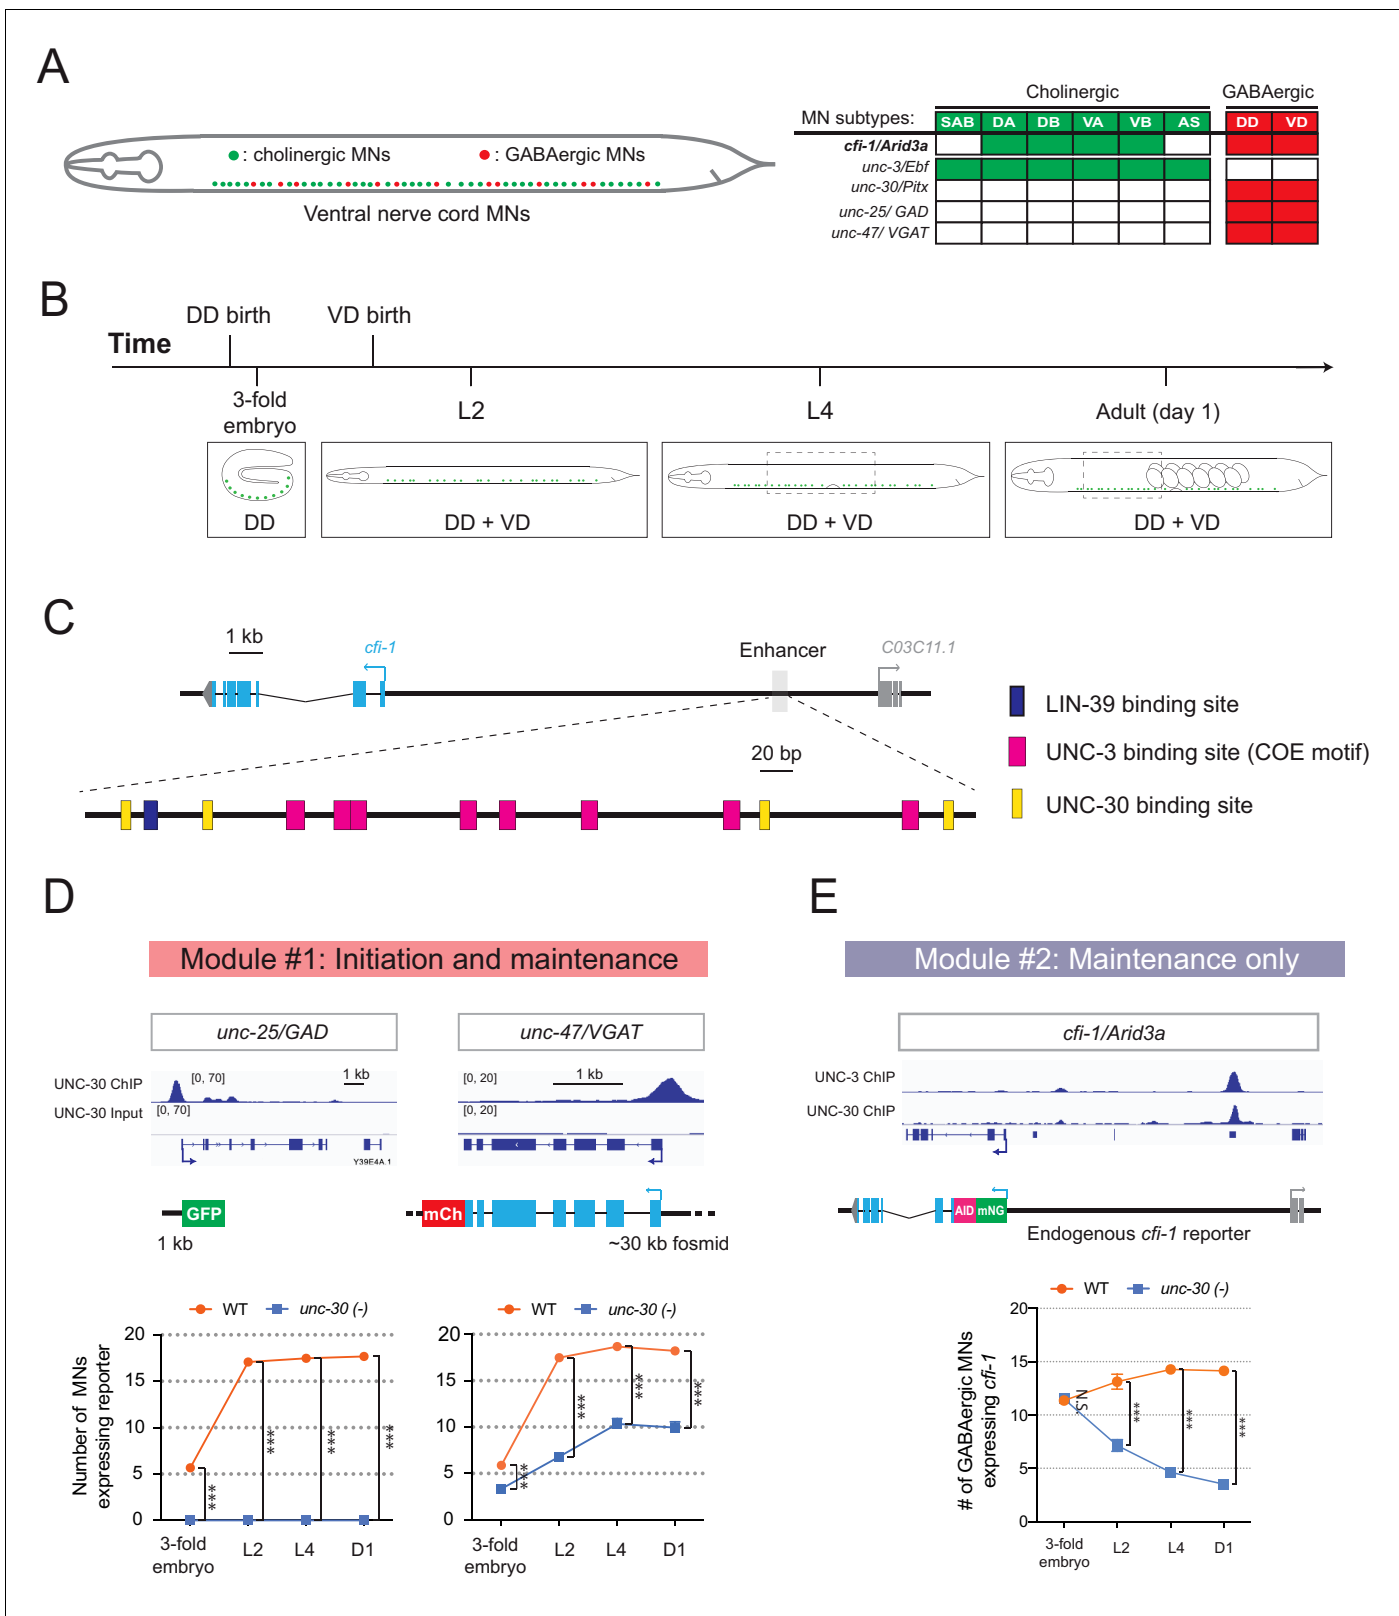 A
Cholinergic
GABAergic
MN subtypes:
SAB DA DB VA VB AS DD VD
cfi-1/Arid3a
unc-3/Ebf
unc-30/Pitx
unc-25/ GAD
unc-47/ VGAT
: cholinergic MNs
: GABAergic MNs
Ventral nerve cord MNs
B
DD birth
VD birth
Time
3-fold
embryo
L2
L4
Adult (day 1)
DD
DD + VD
DD + VD
DD + VD
C
1 kb
cfi-1
Enhancer
C03C11.1
20 bp
LIN-39 binding site
UNC-3 binding site (COE motif)
UNC-30 binding site
D
Module #1: Initiation and maintenance
unc-25/GAD
unc-47/VGAT
UNC-30 ChIP
[0, 70]
1 kb
[0, 20]
1 kb
UNC-30 Input
[0, 70]
[0, 20]
Y39E4A.1
GFP
1 kb
mCh
~30 kb fosmid
WT
unc-30 (-)
Number of MNs
expressing reporter
20
15
10
5
0
***
***
***
***
3-fold
embryo
L2
L4
D1
WT
unc-30 (-)
20
15
10
5
0
***
***
***
***
3-fold
embryo
L2
L4
D1
E
Module #2: Maintenance only
cfi-1/Arid3a
UNC-3 ChIP
UNC-30 ChIP
AID mNG
Endogenous cfi-1 reporter
WT
unc-30 (-)
# of GABAergic MNs
expressing cfi-1
20
15
10
5
0
N.S.
***
***
***
3-fold
embryo
L2
L4
D1